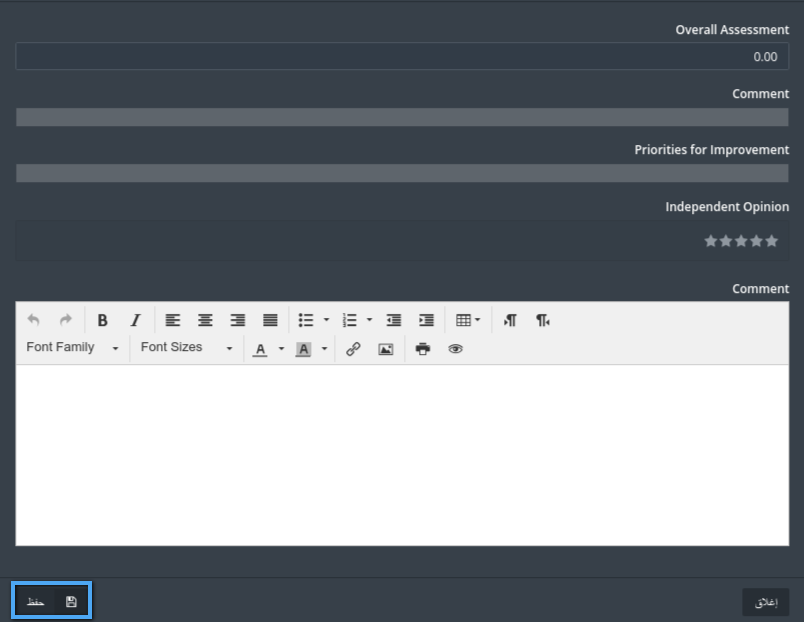 Overall Assessment
0.00
Comment
Priorities for Improvement
Independent Opinion
Comment
B I
Font Family Font Sizes A A
حفظ
إغلاق